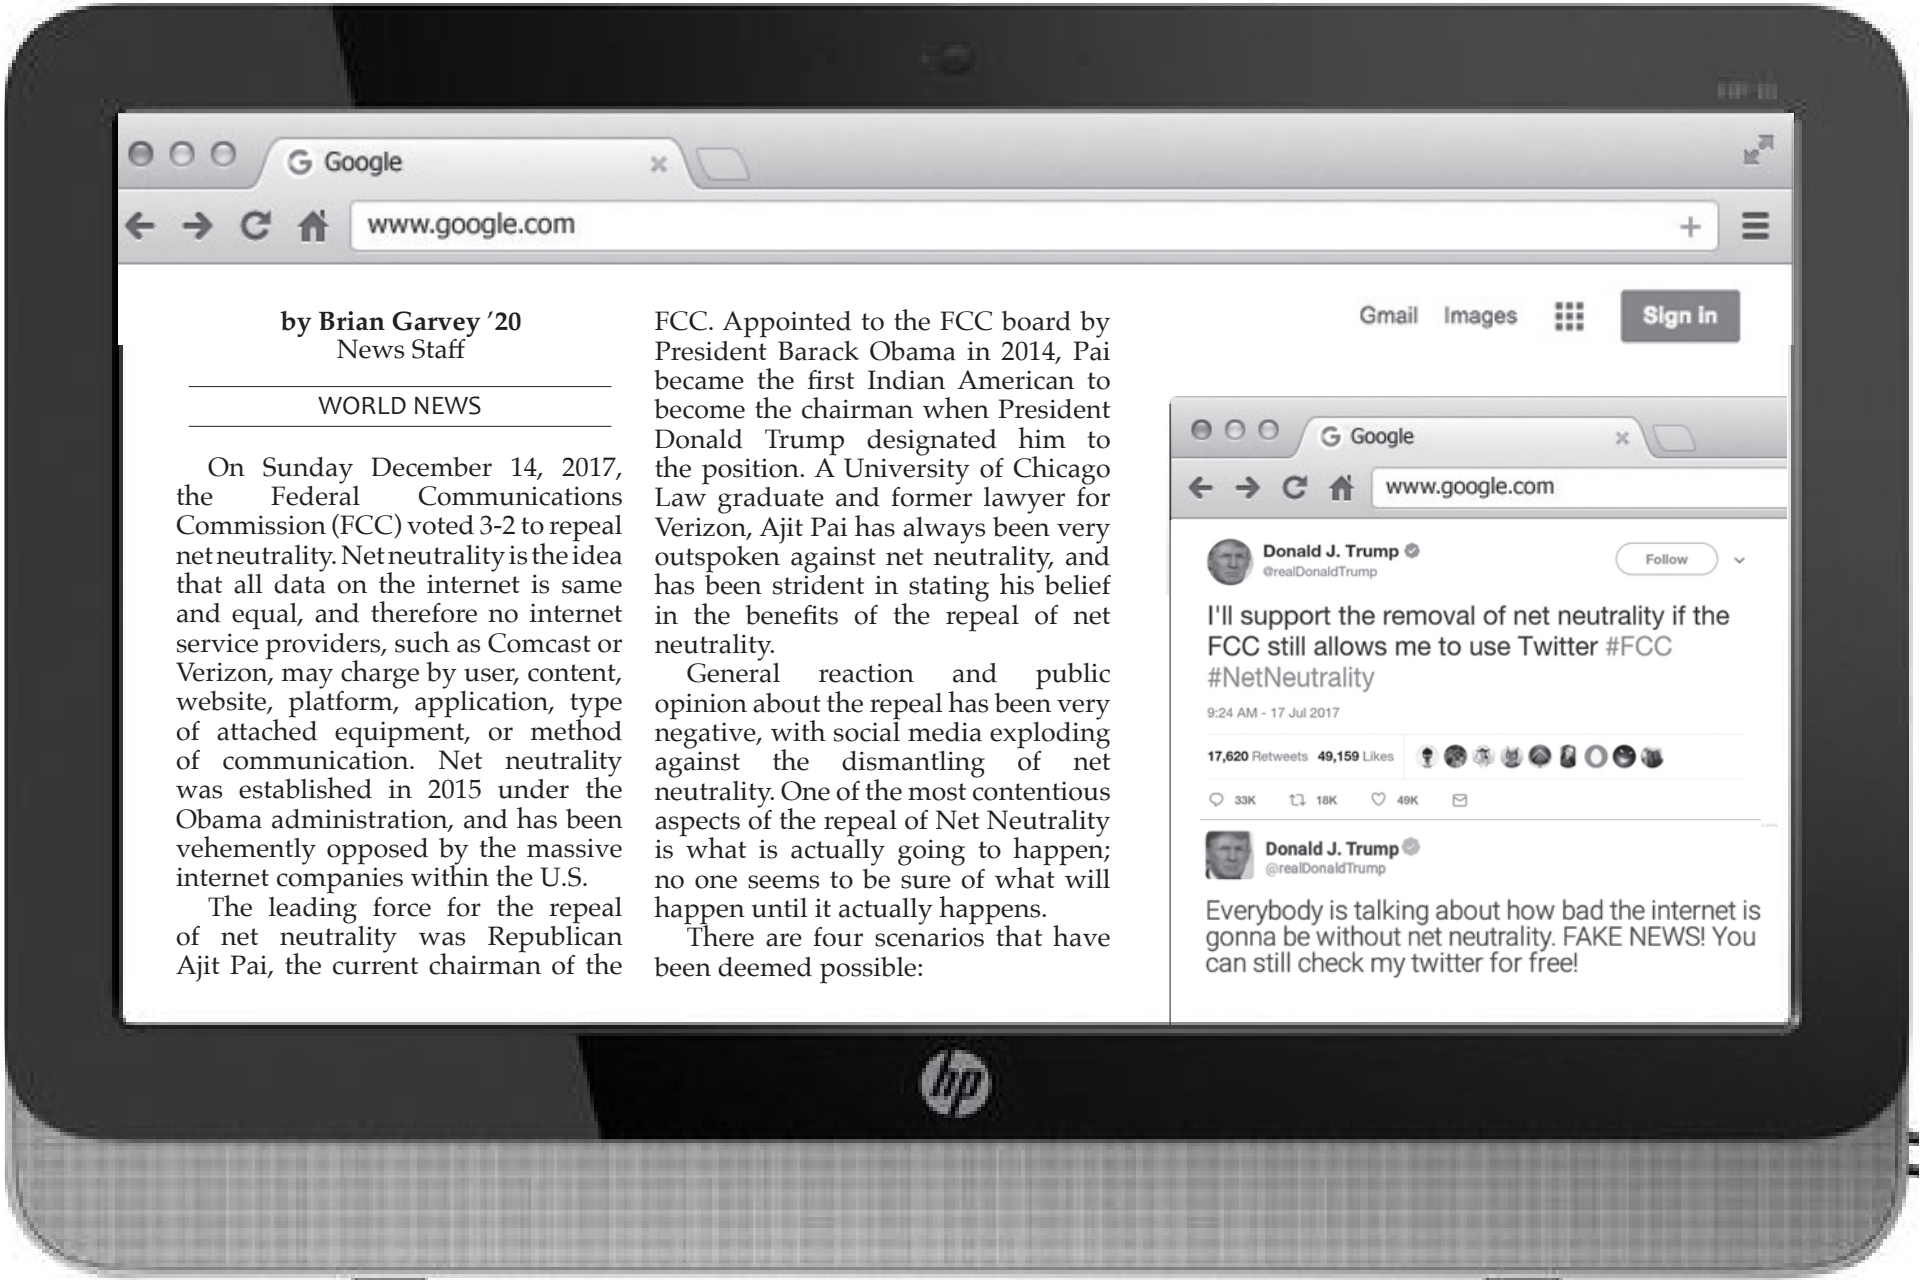 G Google
www.google.com
by Brian Garvey ’20
News Staff
WORLD NEWS
On Sunday December 14, 2017,
the Federal Communications
Commission (FCC) voted 3-2 to repeal
net neutrality. Net neutrality is the idea
that all data on the internet is same
and equal, and therefore no internet
service providers, such as Comcast or
Verizon, may charge by user, content,
website, platform, application, type
of attached equipment, or method
of communication. Net neutrality
was established in 2015 under the
Obama administration, and has been
vehemently opposed by the massive
internet companies within the U.S.
The leading force for the repeal
of net neutrality was Republican
Ajit Pai, the current chairman of the
FCC. Appointed to the FCC board by
President Barack Obama in 2014, Pai
became the first Indian American to
become the chairman when President
Donald Trump designated him to
the position. A University of Chicago
Law graduate and former lawyer for
Verizon, Ajit Pai has always been very
outspoken against net neutrality, and
has been strident in stating his belief
in the benefits of the repeal of net
neutrality.
General reaction and public
opinion about the repeal has been very
negative, with social media exploding
against the dismantling of net
neutrality. One of the most contentious
aspects of the repeal of Net Neutrality
is what is actually going to happen;
no one seems to be sure of what will
happen until it actually happens.
There are four scenarios that have
been deemed possible:
Gmail Images Sign in
G Google
www.google.com
Donald J. Trump
@realDonaldTrump
Follow
I'll support the removal of net neutrality if the
FCC still allows me to use Twitter #FCC
#NetNeutrality
9:24 AM - 17 Jul 2017
17,620 Retweets 49,159 Likes
33K 18K 49K
Donald J. Trump
@realDonaldTrump
Everybody is talking about how bad the internet is
gonna be without net neutrality. FAKE NEWS! You
can still check my twitter for free!
hp